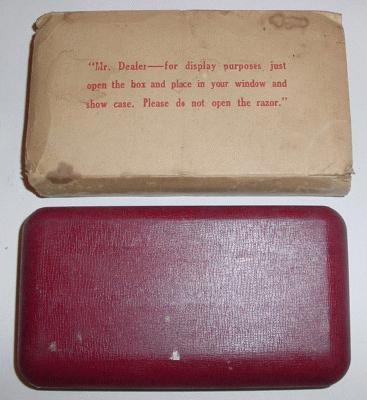 "Mr. Dealer—for display purposes just
open the box and place in your window and
show case. Please do not open the razor."